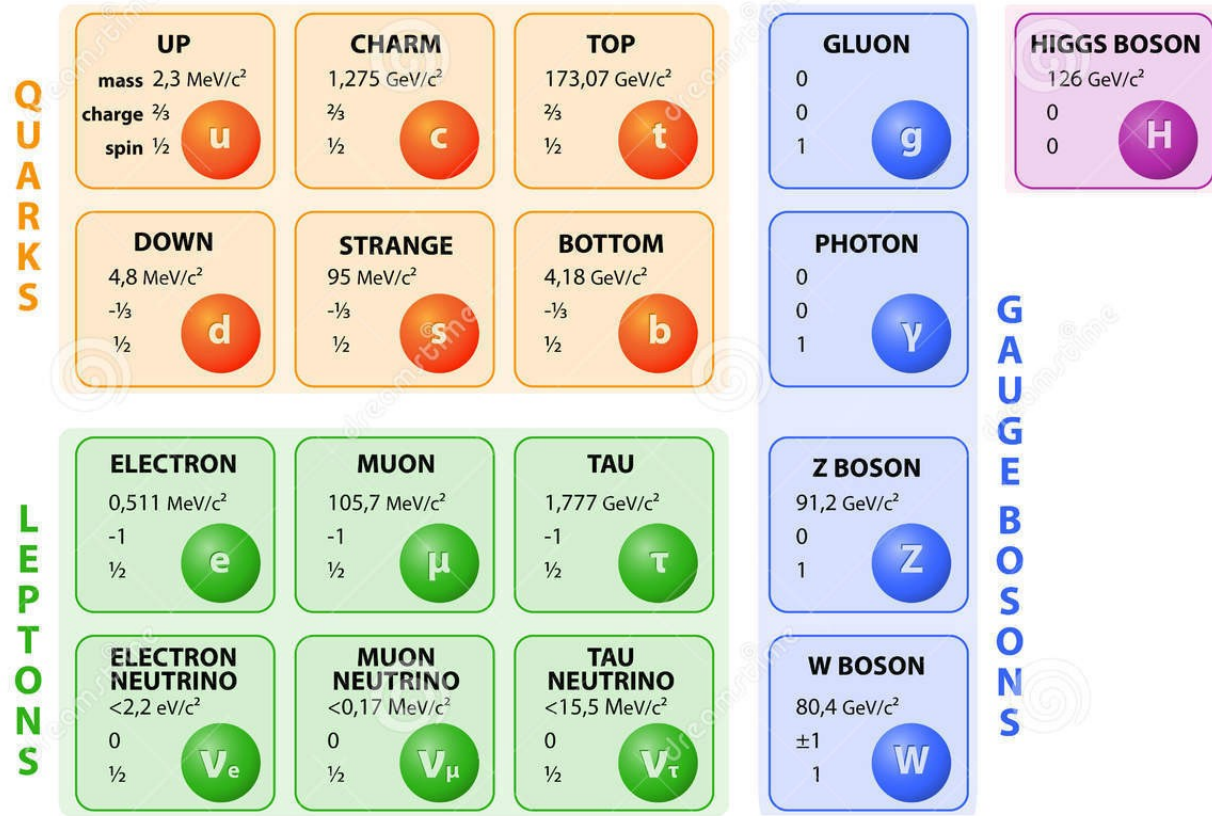 QUARKS
UP
mass 2,3 MeV/c²
charge ⅔
spin ½
u
CHARM
1,275 GeV/c²
⅔
½
c
TOP
173,07 GeV/c²
⅔
½
t
DOWN
4,8 MeV/c²
-⅓
½
d
STRANGE
95 MeV/c²
-⅓
½
s
BOTTOM
4,18 GeV/c²
-⅓
½
b
LEPTONS
ELECTRON
0,511 MeV/c²
-1
½
e
MUON
105,7 MeV/c²
-1
½
μ
TAU
1,777 GeV/c²
-1
½
τ
ELECTRON
NEUTRINO
<2,2 eV/c²
0
½
νe
MUON
NEUTRINO
<0,17 MeV/c²
0
½
νμ
TAU
NEUTRINO
<15,5 MeV/c²
0
½
ντ
GLUON
0
0
1
g
PHOTON
0
0
1
γ
Z BOSON
91,2 GeV/c²
0
1
Z
W BOSON
80,4 GeV/c²
±1
1
W
GAUGE BOSONS
HIGGS BOSON
126 GeV/c²
0
0
H
dreamstime
dreamstime
dreamstime